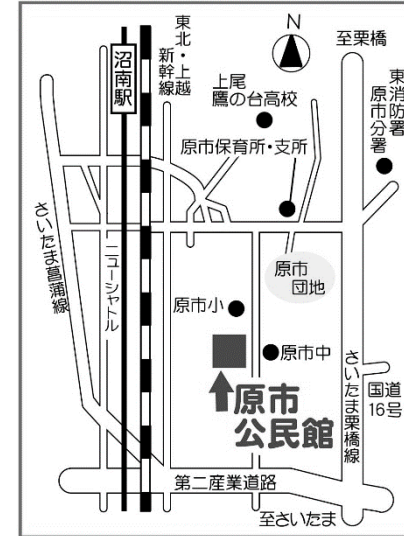 東北・上越
新幹線
沼南駅
N
至栗橋
上尾
鷹の台高校
東消防署
原市分署
原市保育所・支所
さいたま菖蒲線
ニューシャトル
原市
団地
原市小
原市中
さいたま栗橋線
国道
16号
原市
公民館
第二産業道路
至さいたま